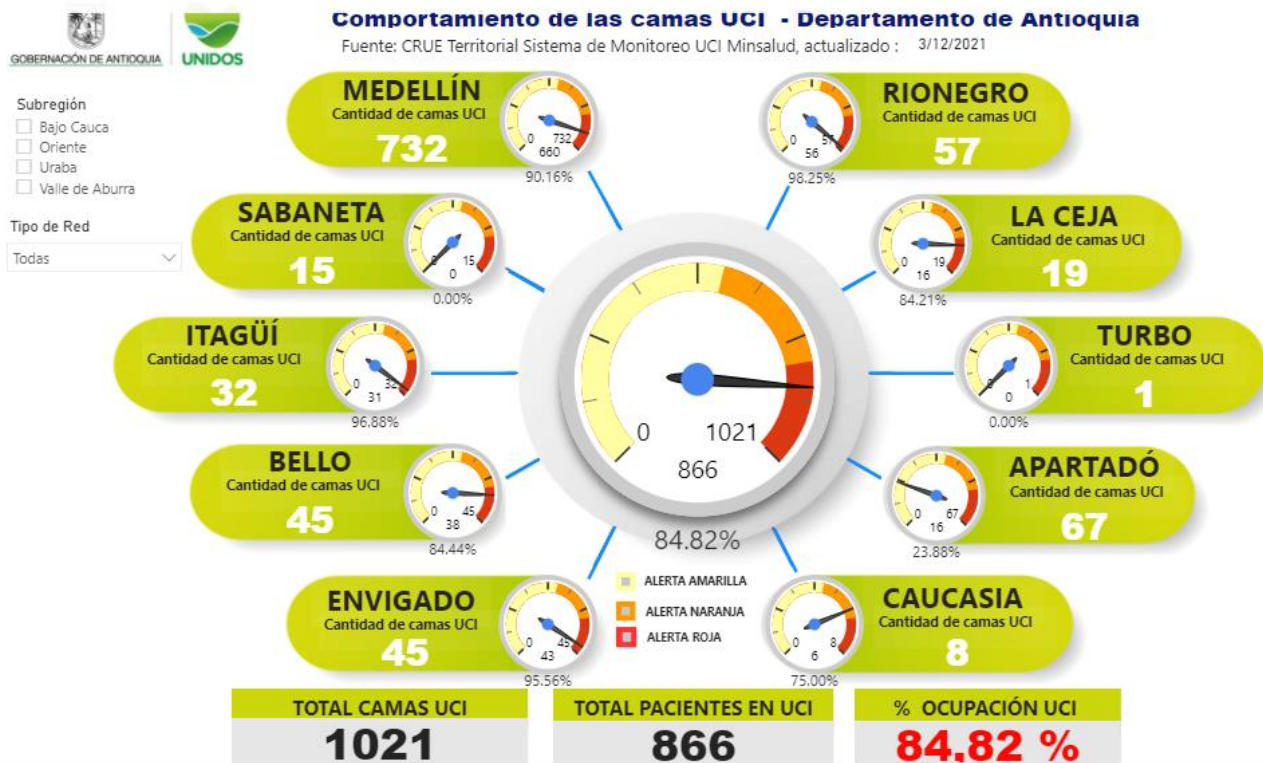 Comportamiento de las camas UCI - Departamento de Antioquia
Fuente: CRUE Territorial Sistema de Monitoreo UCI Minsalud, actualizado : 3/12/2021
GOBERNACIÓN DE ANTIOQUIA
UNIDOS
Subregión
Bajo Cauca
Oriente
Uraba
Valle de Aburra
Tipo de Red
Todas
MEDELLÍN
Cantidad de camas UCI
732
0 732
660
90.16%
RIONEGRO
Cantidad de camas UCI
57
0 57
56
98.25%
SABANETA
Cantidad de camas UCI
15
0 15
0
0.00%
LA CEJA
Cantidad de camas UCI
19
0 19
16
84.21%
ITAGÜÍ
Cantidad de camas UCI
32
0 32
31
96.88%
TURBO
Cantidad de camas UCI
1
0 1
0
0.00%
BELLO
Cantidad de camas UCI
45
0 45
38
84.44%
APARTADÓ
Cantidad de camas UCI
67
0 67
16
23.88%
ENVIGADO
Cantidad de camas UCI
45
0 45
43
95.56%
CAUCASIA
Cantidad de camas UCI
8
0 8
6
75.00%
0 1021
866
84.82%
ALERTA AMARILLA
ALERTA NARANJA
ALERTA ROJA
TOTAL CAMAS UCI
1021
TOTAL PACIENTES EN UCI
866
% OCUPACIÓN UCI
84,82 %